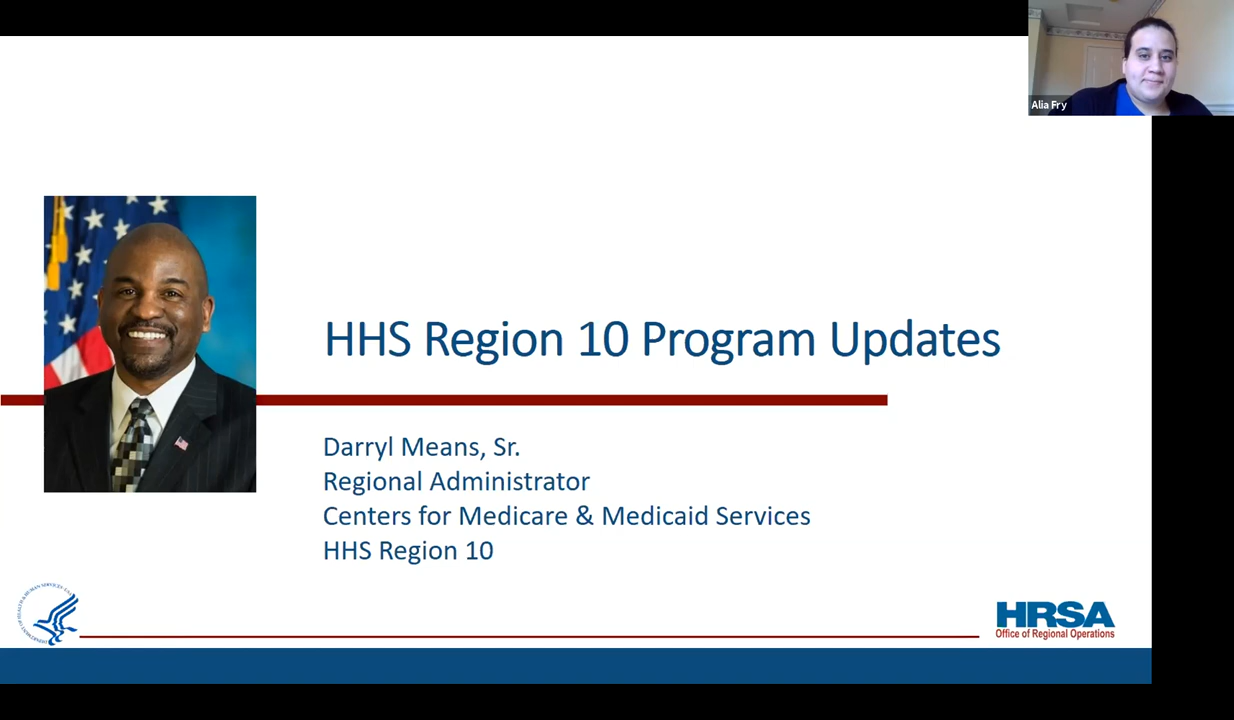 Alia Fry
HHS Region 10 Program Updates
Darryl Means, Sr.
Regional Administrator
Centers for Medicare & Medicaid Services
HHS Region 10
HRSA
Office of Regional Operations